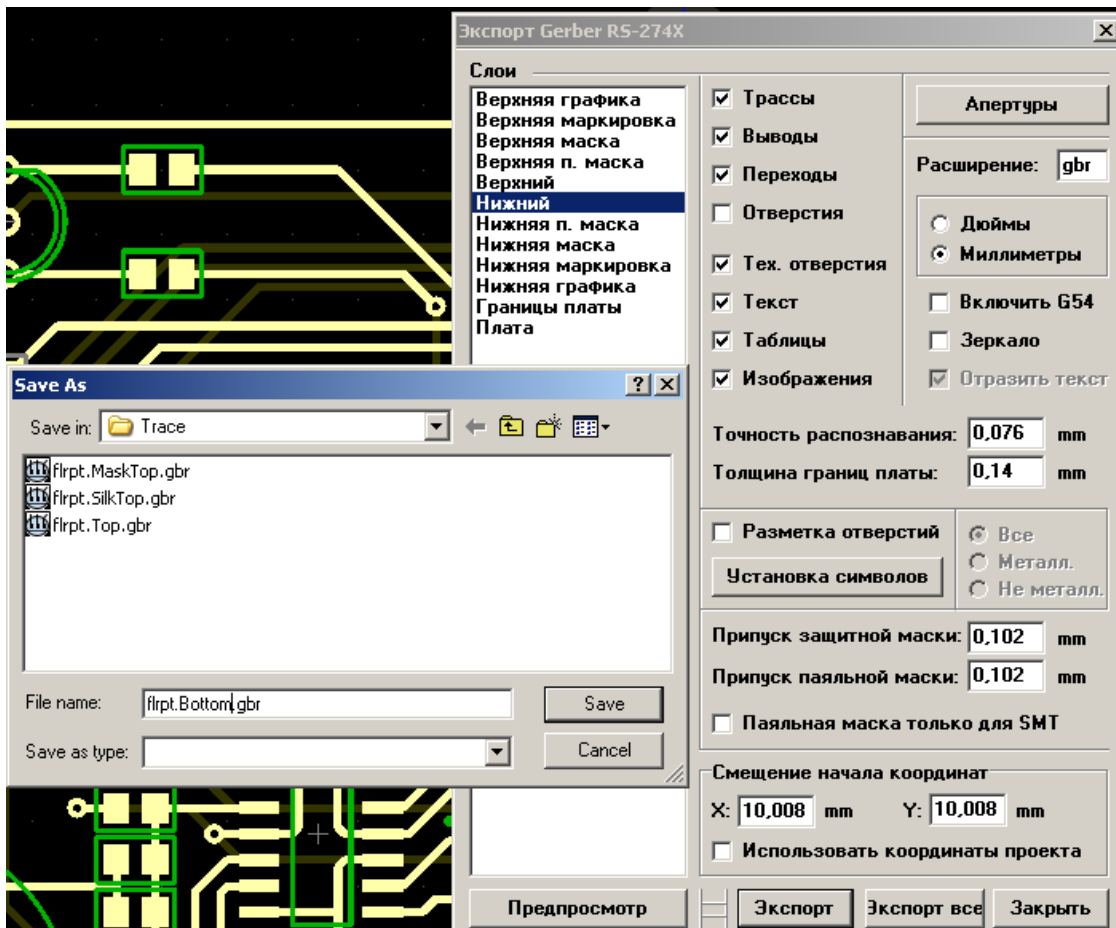 Экспорт Gerber RS-274X
Слои
Верхняя графика
Верхняя маркировка
Верхняя маска
Верхняя п. маска
Верхний
Нижний
Нижняя п. маска
Нижняя маска
Нижняя маркировка
Нижняя графика
Границы платы
Плата
Трассы
Выводы
Переходы
Отверстия
Тех. отверстия
Текст
Таблицы
Изображения
Апертуры
Расширение: gbr
Дюймы
Миллиметры
Включить G54
Зеркало
Отразить текст
Точность распознавания: 0,076 mm
Толщина границ платы: 0,14 mm
Разметка отверстий
Установка символов
Все
Металл.
Не металл.
Припуск защитной маски: 0,102 mm
Припуск паяльной маски: 0,102 mm
Паяльная маска только для SMT
Смещение начала координат
X: 10,008 mm Y: 10,008 mm
Использовать координаты проекта
Предпросмотр
Экспорт
Экспорт все
Закрыть
Save As
Save in: Trace
flrpt.MaskTop.gbr
flrpt.SilkTop.gbr
flrpt.Top.gbr
File name: flrpt.Bottom.gbr
Save
Save as type:
Cancel